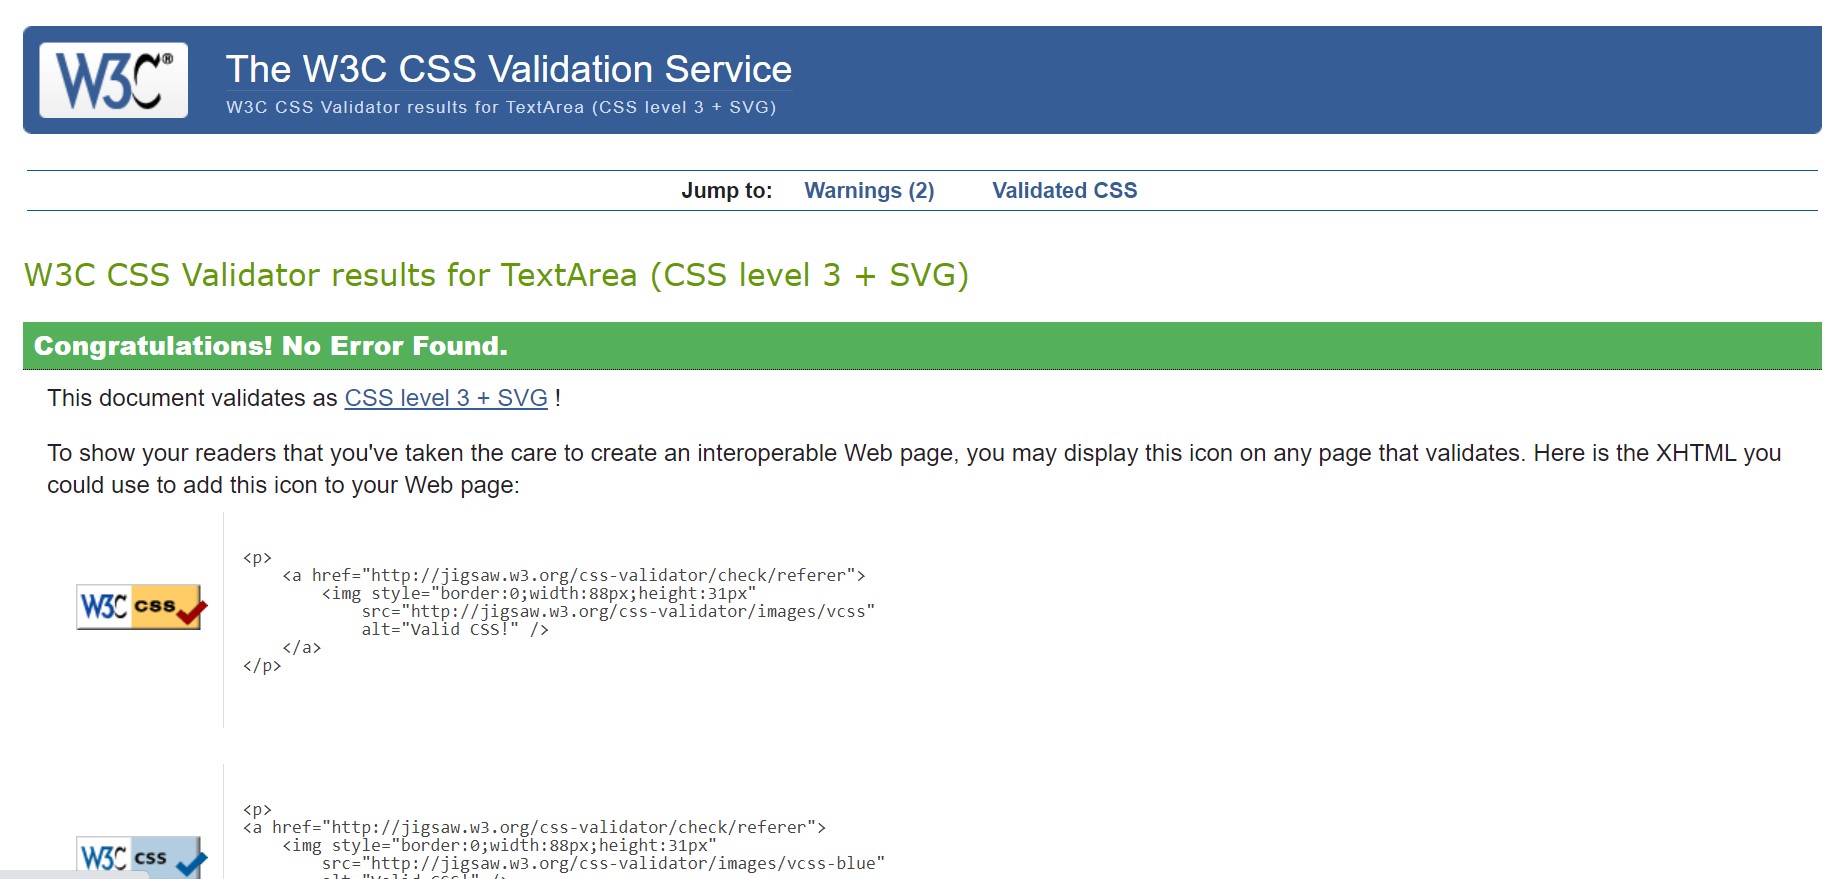 W3C®
The W3C CSS Validation Service
W3C CSS Validator results for TextArea (CSS level 3 + SVG)
Jump to: Warnings (2) Validated CSS
W3C CSS Validator results for TextArea (CSS level 3 + SVG)
Congratulations! No Error Found.
This document validates as CSS level 3 + SVG !
To show your readers that you've taken the care to create an interoperable Web page, you may display this icon on any page that validates. Here is the XHTML you
could use to add this icon to your Web page:
W3C css
<p>
<a href="http://jigsaw.w3.org/css-validator/check/referer">
<img style="border:0;width:88px;height:31px"
src="http://jigsaw.w3.org/css-validator/images/vcss"
alt="Valid CSS!" />
</a>
</p>
W3C css
<p>
<a href="http://jigsaw.w3.org/css-validator/check/referer">
<img style="border:0;width:88px;height:31px"
src="http://jigsaw.w3.org/css-validator/images/vcss-blue"